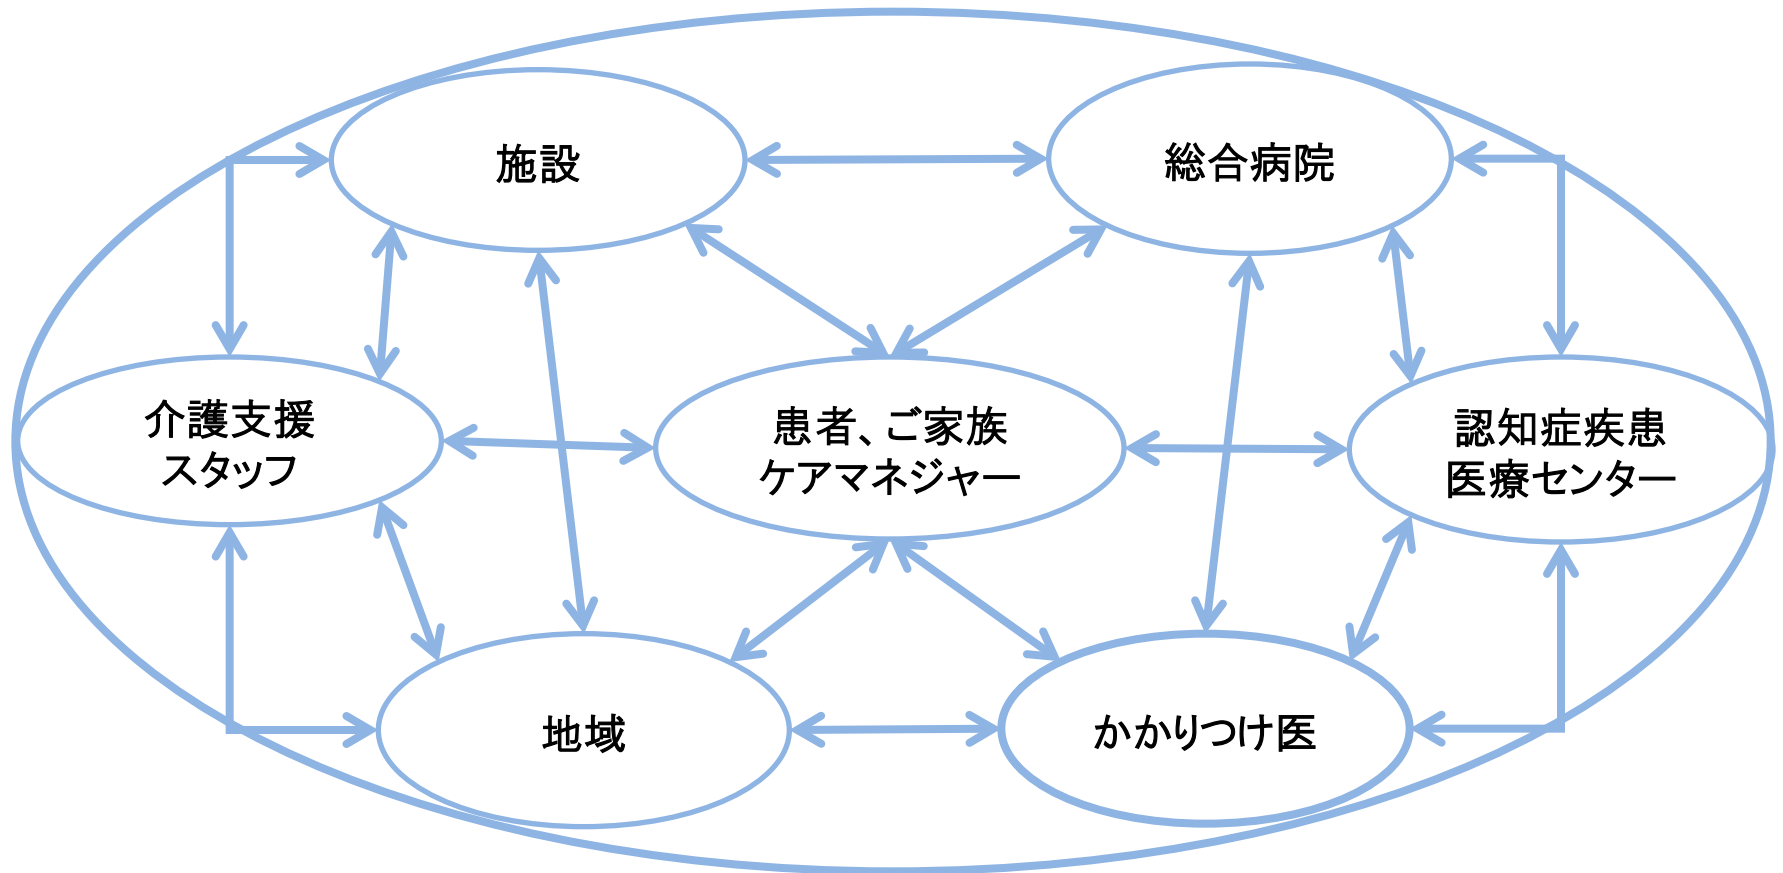 施設
総合病院
介護支援
スタッフ
患者、ご家族
ケアマネジャー
認知症疾患
医療センター
地域
かかりつけ医